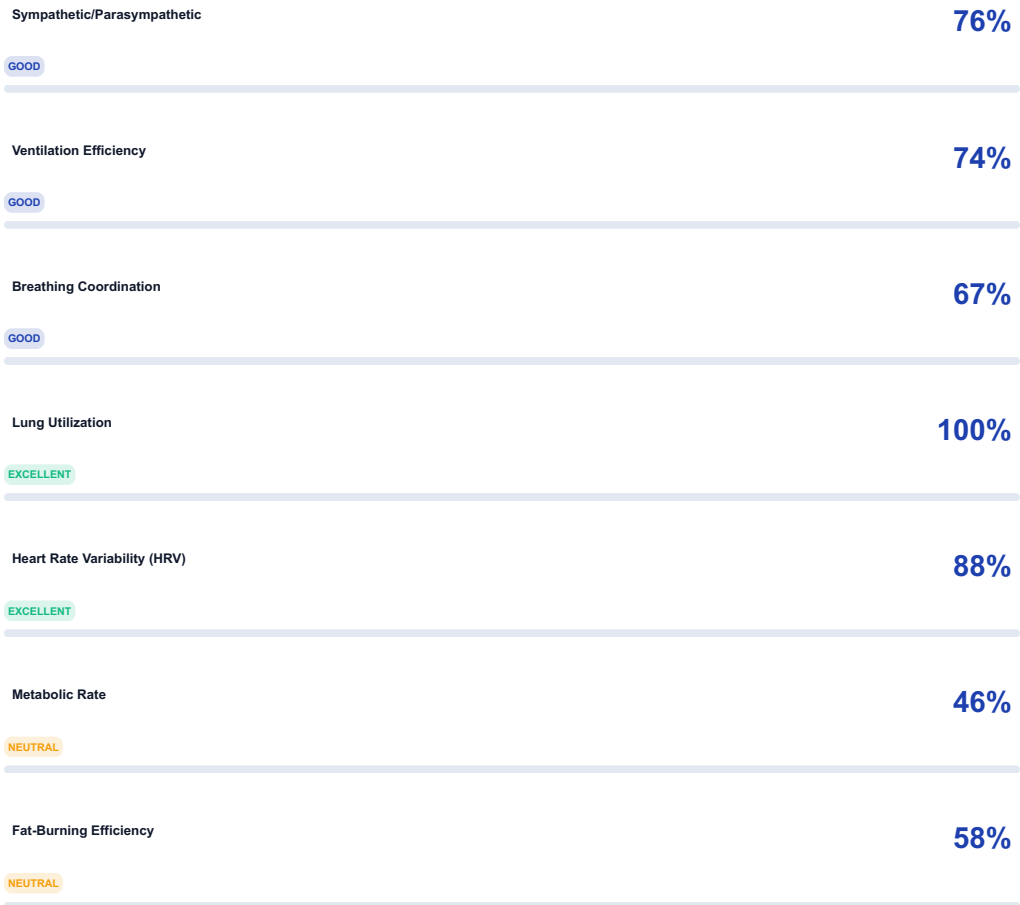 Sympathetic/Parasympathetic
76%
GOOD
Ventilation Efficiency
74%
GOOD
Breathing Coordination
67%
GOOD
Lung Utilization
100%
EXCELLENT
Heart Rate Variability (HRV)
88%
EXCELLENT
Metabolic Rate
46%
NEUTRAL
Fat-Burning Efficiency
58%
NEUTRAL